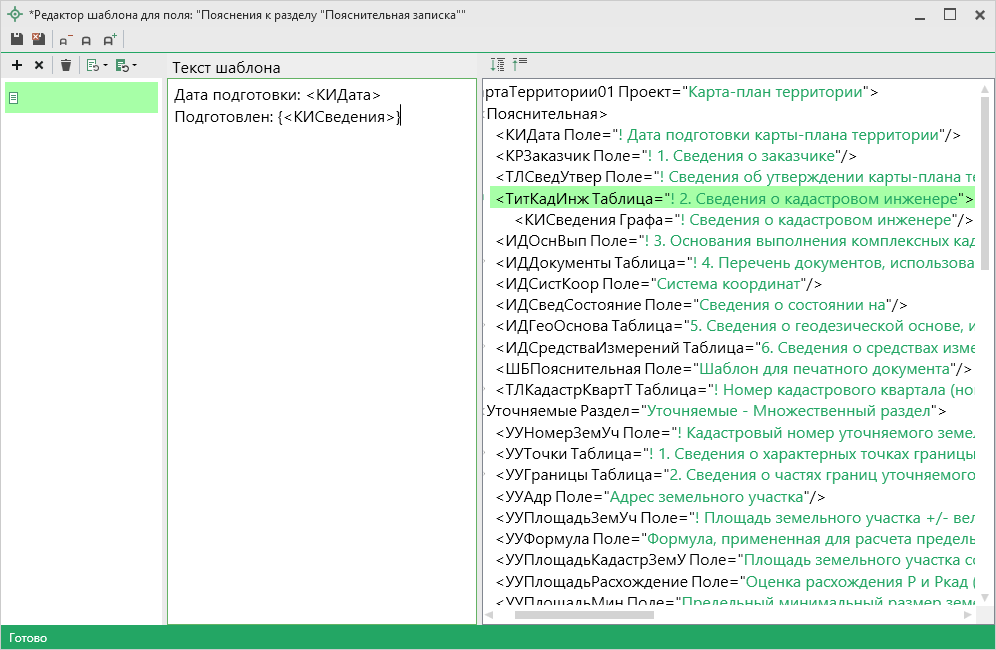 *Редактор шаблона для поля: "Пояснения к разделу "Пояснительная записка""
Текст шаблона
Дата подготовки: <КИДата>
Подготовлен: {<КИСведения>}
ртаТерритории01 Проект="Карта-план территории">
<Пояснительная>
<КИДата Поле="! Дата подготовки карты-плана территории"/>
<КРЗаказчик Поле="! 1. Сведения о заказчике"/>
<ТЛСведУтвер Поле="! Сведения об утверждении карты-плана те
<ТитКадИнж Таблица="! 2. Сведения о кадастровом инженере">
<КИСведения Графа="! Сведения о кадастровом инженере"/>
<ИДОснВып Поле="! 3. Основания выполнения комплексных кад
<ИДДокументы Таблица="! 4. Перечень документов, использова
<ИДСистКоор Поле="Система координат"/>
<ИДСведСостояние Поле="Сведения о состоянии на"/>
<ИДГеоОснова Таблица="5. Сведения о геодезической основе, и
<ИДСредстваИзмерений Таблица="6. Сведения о средствах изме
<ШБПояснительная Поле="Шаблон для печатного документа"/>
<ТЛКадастрКвартТ Таблица="! Номер кадастрового квартала (но
Уточняемые Раздел="Уточняемые - Множественный раздел">
<УУНомерЗемУч Поле="! Кадастровый номер уточняемого земел
<УУТочки Таблица="! 1. Сведения о характерных точках границы
<УУГраницы Таблица="2. Сведения о частях границ уточняемого
<УУАдр Поле="Адрес земельного участка"/>
<УУПлощадьЗемУч Поле="! Площадь земельного участка +/- вел
<УУФормула Поле="Формула, примененная для расчета предель
<УУПлощадьКадастрЗемУ Поле="Площадь земельного участка со
<УУПлощадьРасхождение Поле="Оценка расхождения Р и Ркад (
<УУПлощадьМин Поле="Предельный минимальный размер земе
Готово